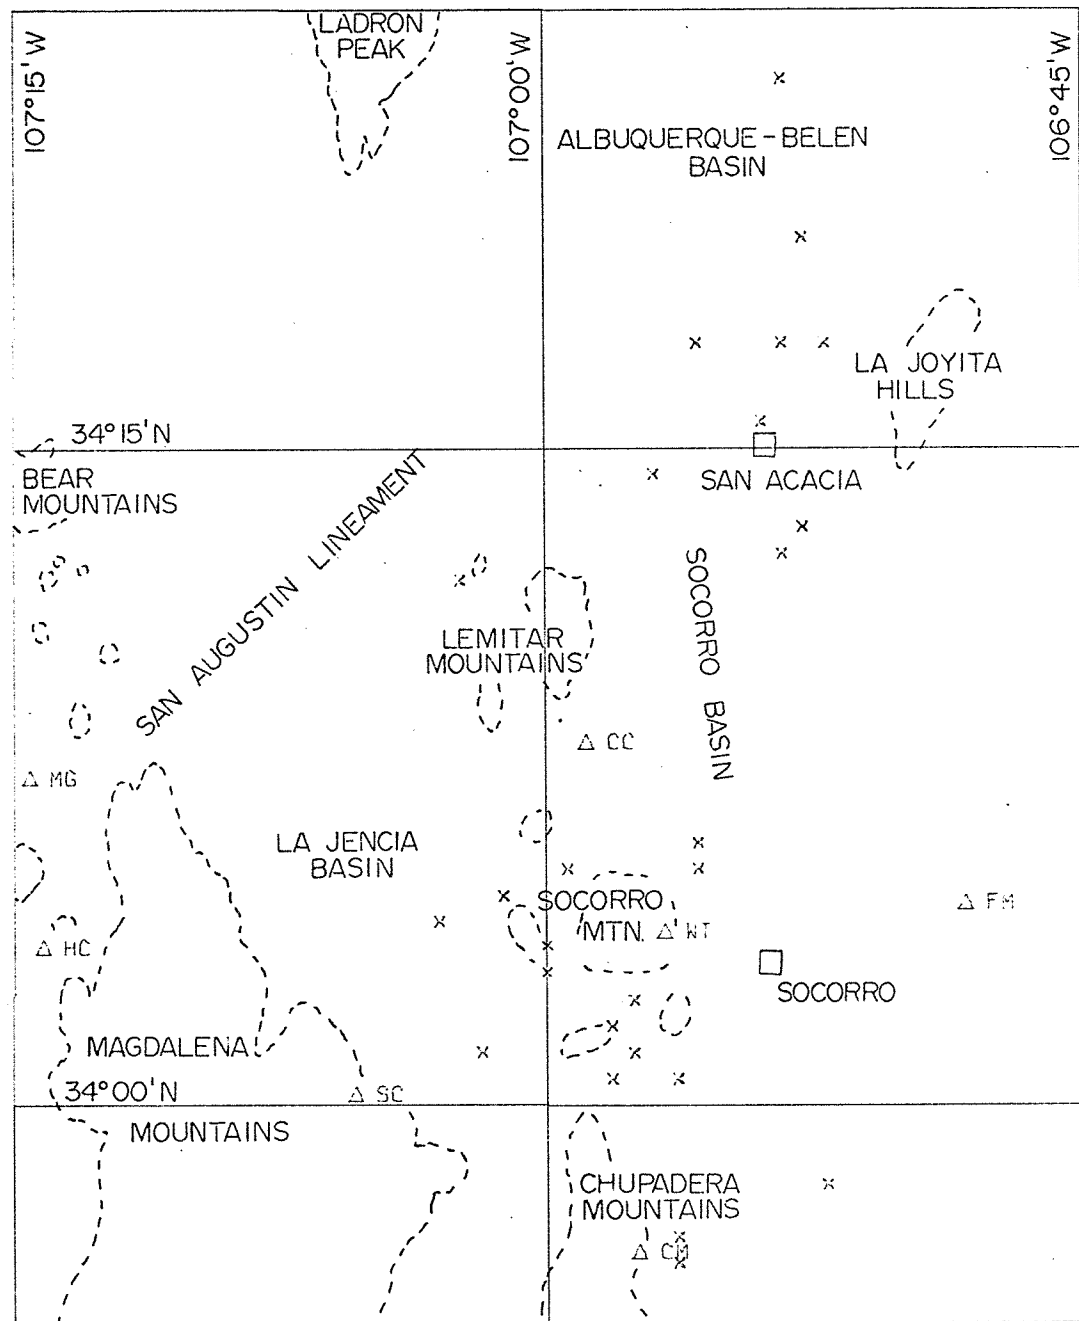 LADRON
PEAK
107°15'W
107°00'W
106°45'W
ALBUQUERQUE-BELEN
BASIN
LA JOYITA
HILLS
34°15'N
BEAR
MOUNTAINS
SAN ACACIA
SAN AUGUSTIN LINEAMENT
SOCORRO BASIN
LEMITAR
MOUNTAINS
CC
MG
LA JENCIA
BASIN
SOCORRO
MTN.
WT
FM
HC
SOCORRO
MAGDALENA
34°00'N
SC
MOUNTAINS
CHUPADERA
MOUNTAINS
CM